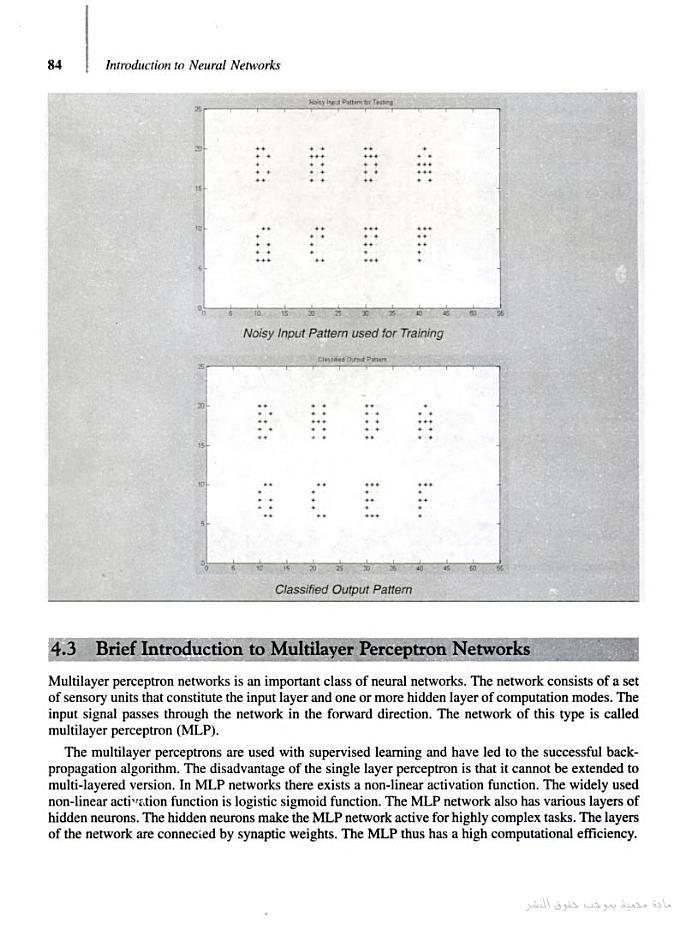 84 Introduction to Neural Networks
Noisy Input Pattern for Testing
25
20
15
10
5
0
0 5 10 15 20 25 30 35 40 45 50 55
Noisy Input Pattern used for Training
Classified Output Pattern
25
20
15
10
5
0
0 5 10 15 20 25 30 35 40 45 50 55
Classified Output Pattern
4.3 Brief Introduction to Multilayer Perceptron Networks
Multilayer perceptron networks is an important class of neural networks. The network consists of a set
of sensory units that constitute the input layer and one or more hidden layer of computation modes. The
input signal passes through the network in the forward direction. The network of this type is called
multilayer perceptron (MLP).
The multilayer perceptrons are used with supervised learning and have led to the successful back-
propagation algorithm. The disadvantage of the single layer perceptron is that it cannot be extended to
multi-layered version. In MLP networks there exists a non-linear activation function. The widely used
non-linear activation function is logistic sigmoid function. The MLP network also has various layers of
hidden neurons. The hidden neurons make the MLP network active for highly complex tasks. The layers
of the network are connected by synaptic weights. The MLP thus has a high computational efficiency.
مادة محمية بموجب حقوق النشر